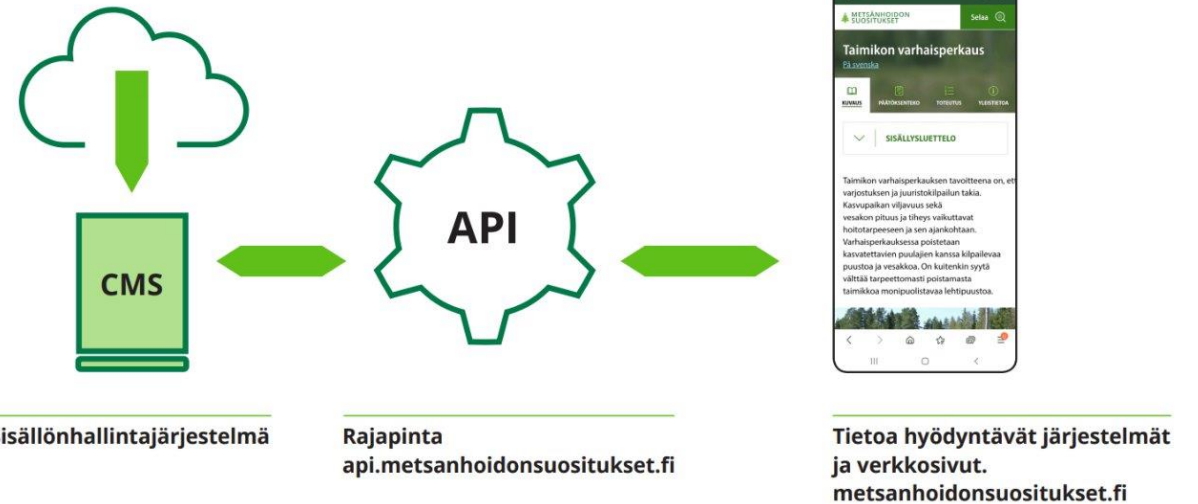 CMS
API
METSÄNHOIDON
SUOSITUKSET
Selaa
Taimikon varhaisperkaus
På svenska
KUVAUS
PÄÄTÖKSENTEKO
TOTEUTUS
YLEISTIETOA
SISÄLLYSLUETTELO
Taimikon varhaisperkauksen tavoitteena on, ett
varjostuksen ja juuristokilpailun takia.
Kasvupaikan viljavuus sekä
vesakon pituus ja tiheys vaikuttavat
hoitotarpeeseen ja sen ajankohtaan.
Varhaisperkauksessa poistetaan
kasvatettavien puulajien kanssa kilpailevaa
puustoa ja vesakkoa. On kuitenkin syytä
välttää tarpeettomasti poistamasta
taimikkoa monipuolistavaa lehtipuustoa.
isällönhallintajärjestelmä
Rajapinta
api.metsanhoidonsuositukset.fi
Tietoa hyödyntävät järjestelmät
ja verkkosivut.
metsanhoidonsuositukset.fi